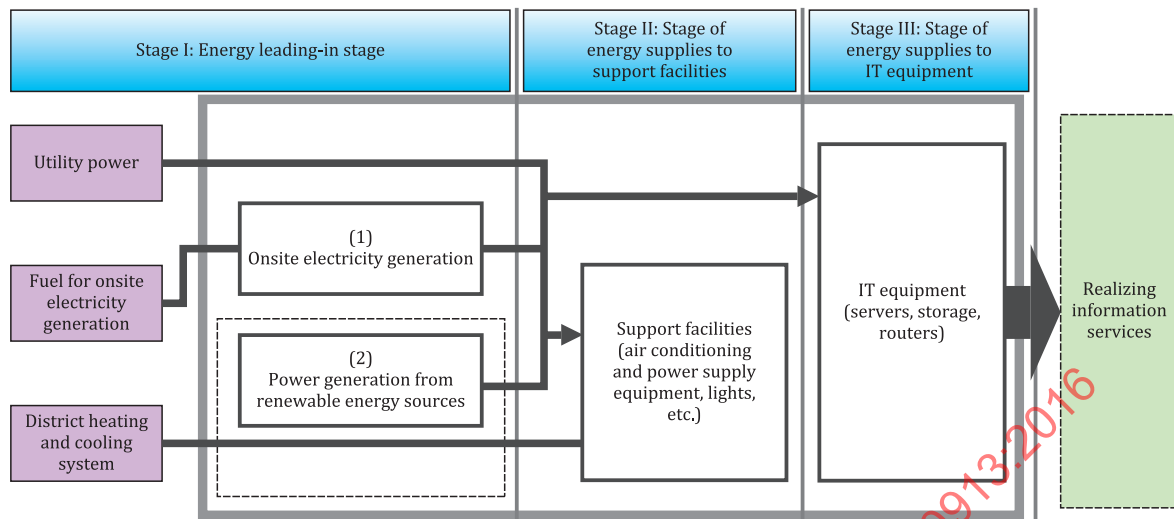 Stage I: Energy leading-in stage
Stage II: Stage of
energy supplies to
support facilities
Stage III: Stage of
energy supplies to
IT equipment
Utility power
(1)
Onsite electricity generation
Fuel for onsite
electricity
generation
(2)
Power generation from
renewable energy sources
District heating
and cooling
system
Support facilities
(air conditioning
and power supply
equipment, lights,
etc.)
IT equipment
(servers, storage,
routers)
Realizing
information
services
9913:2016